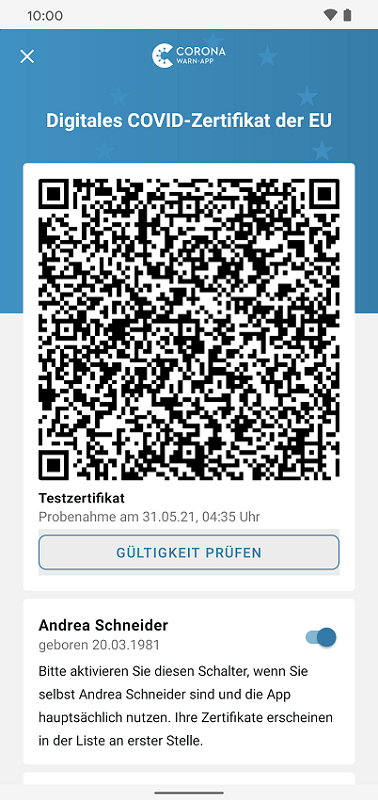 10:00
CORONA
WARN-APP
Digitales COVID-Zertifikat der EU
Testzertifikat
Probenahme am 31.05.21, 04:35 Uhr
GÜLTIGKEIT PRÜFEN
Andrea Schneider
geboren 20.03.1981
Bitte aktivieren Sie diesen Schalter, wenn Sie
selbst Andrea Schneider sind und die App
hauptsächlich nutzen. Ihre Zertifikate erscheinen
in der Liste an erster Stelle.